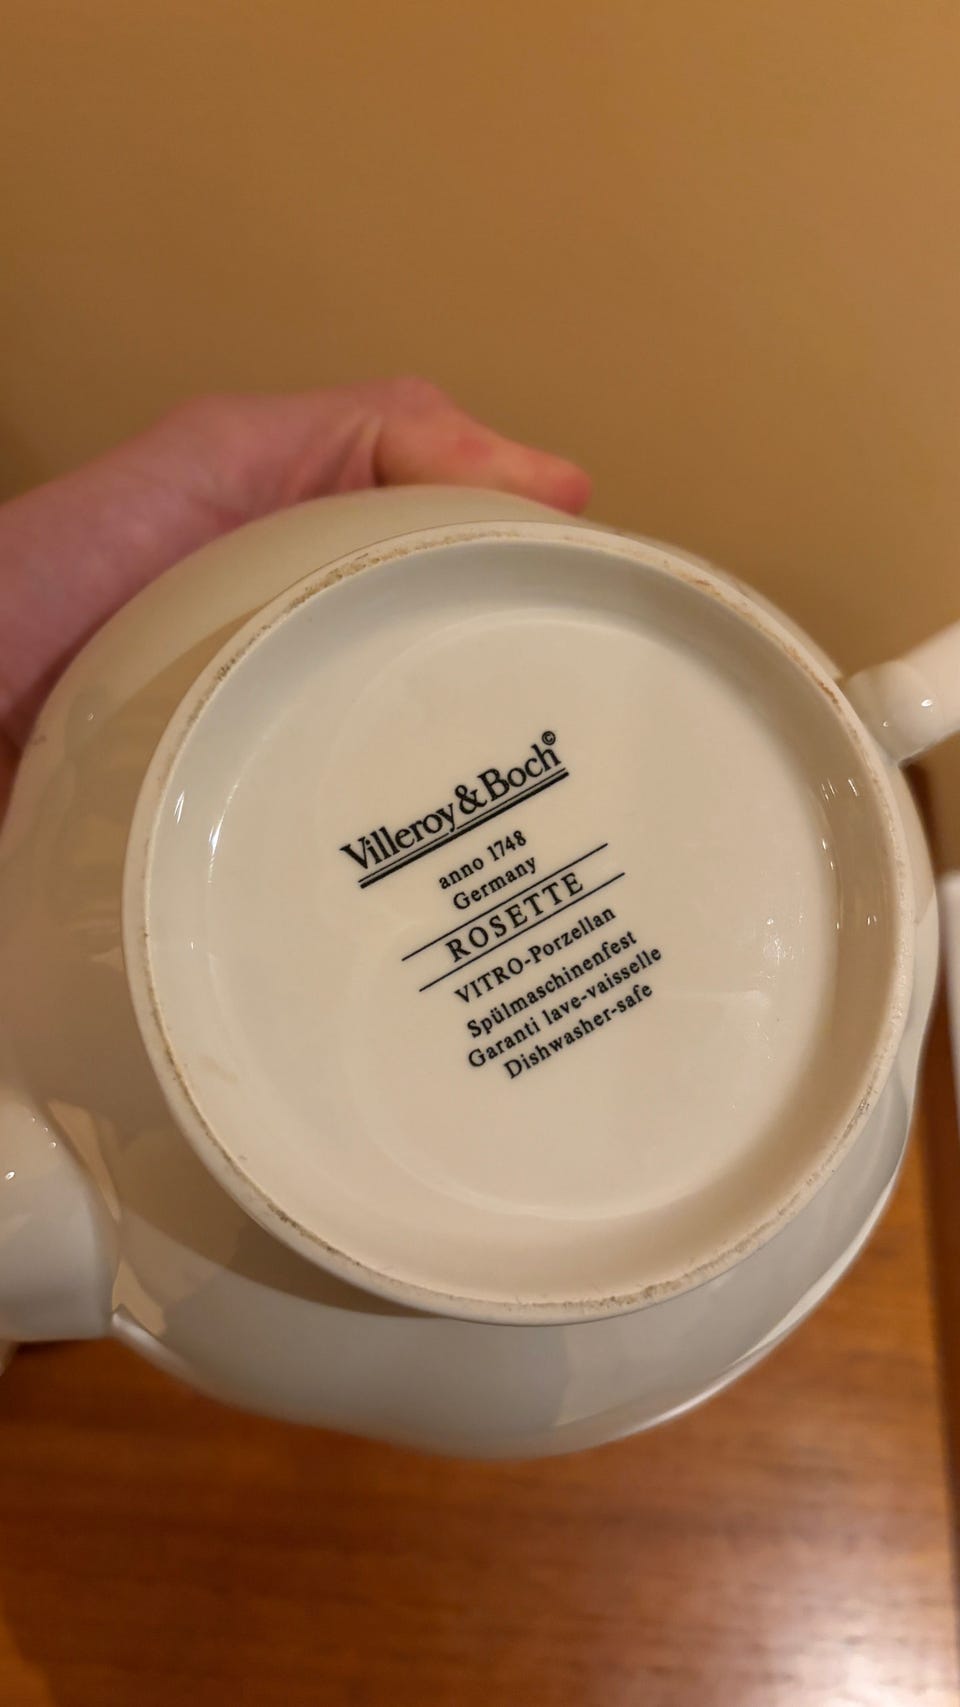 Villeroy & Boch ©
anno 1748
Germany
ROSETTE
VITRO-Porzellan
Spülmaschinenfest
Garanti lave-vaisselle
Dishwasher-safe